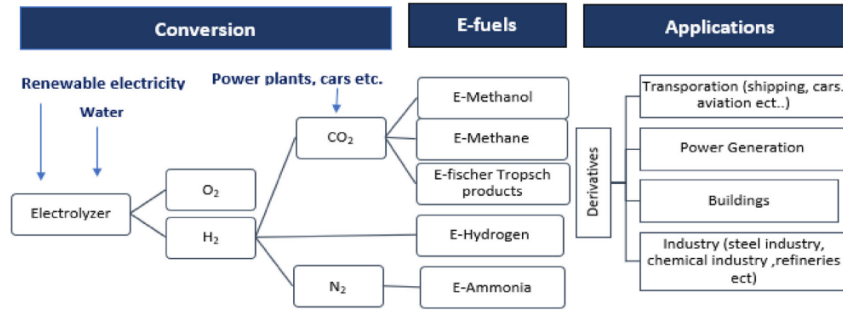 Conversion
E-fuels
Applications
Renewable electricity
Water
Power plants, cars etc.
Electrolyzer
O₂
H₂
CO₂
N₂
E-Methanol
E-Methane
E-fischer Tropsch
products
E-Hydrogen
E-Ammonia
Derivatives
Transporation (shipping, cars.
aviation ect..)
Power Generation
Buildings
Industry (steel industry,
chemical industry ,refineries
ect)